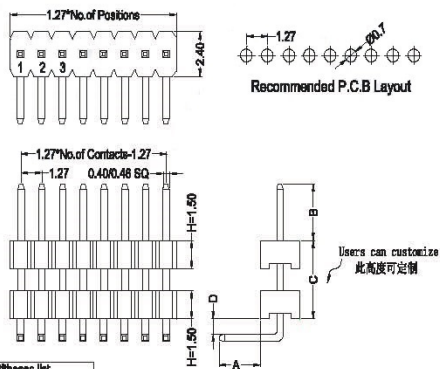 1.27*No.of Positions
1 2 3
2.40
1.27
Ø0.7
Recommended P.C.B Layout
1.27*No.of Contacts-1.27
1.27 0.40/0.46 SQ
H=1.50
H=1.50
B
C
D
A
Users can customize
此高度可定制